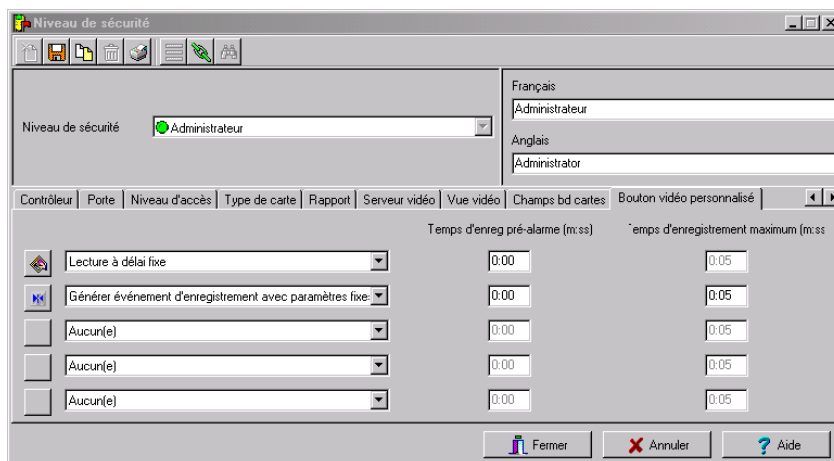 Niveau de sécurité
Français
Administrateur
Niveau de sécurité Administrateur
Anglais
Administrator
Contrôleur Porte Niveau d'accès Type de carte Rapport Serveur vidéo Vue vidéo Champs bd cartes Bouton vidéo personnalisé
Temps d'enreg pré-alarme (m:ss) emps d'enregistrement maximum (m:ss
Lecture à délai fixe 0:00 0:05
Générer événement d'enregistrement avec paramètres fixe 0:00 0:05
Aucun(e) 0:00 0:05
Aucun(e) 0:00 0:05
Aucun(e) 0:00 0:05
Fermer Annuler ? Aide